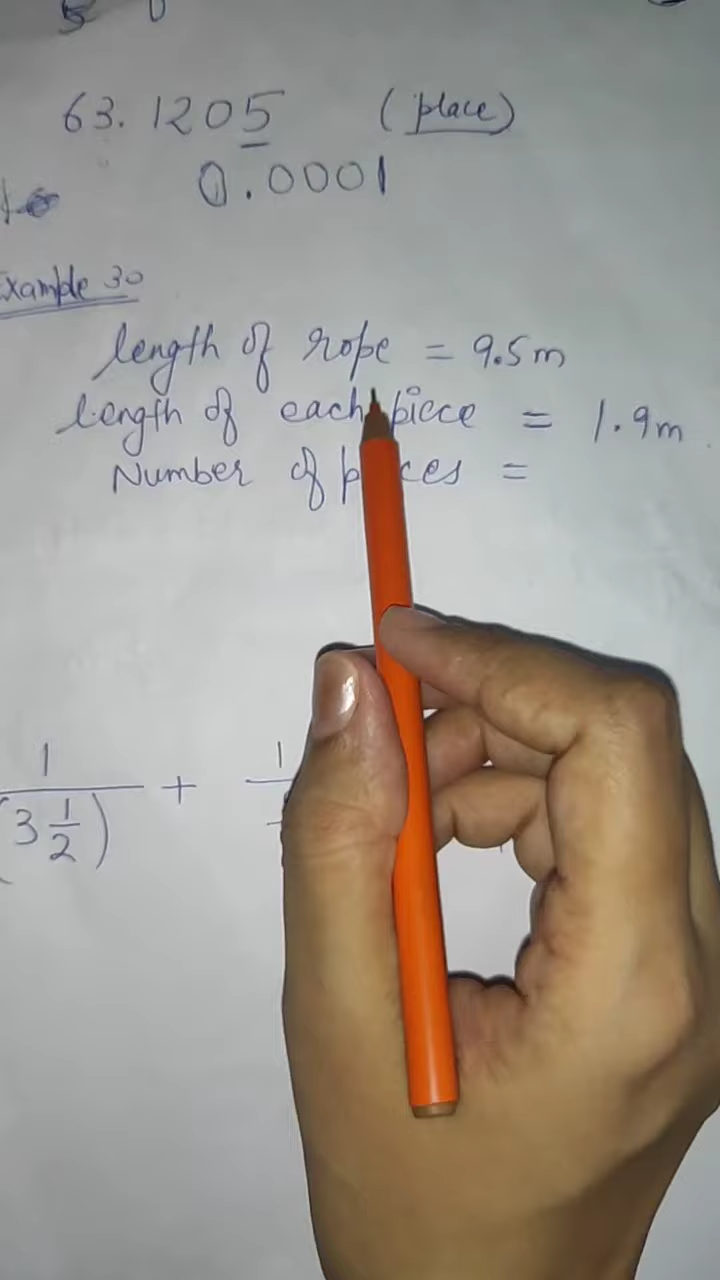 63.1205 (place)
0.0001
Example 30
length of rope = 9.5m
length of each piece = 1.9m
Number of pieces =
1 + 1
(3 1/2)